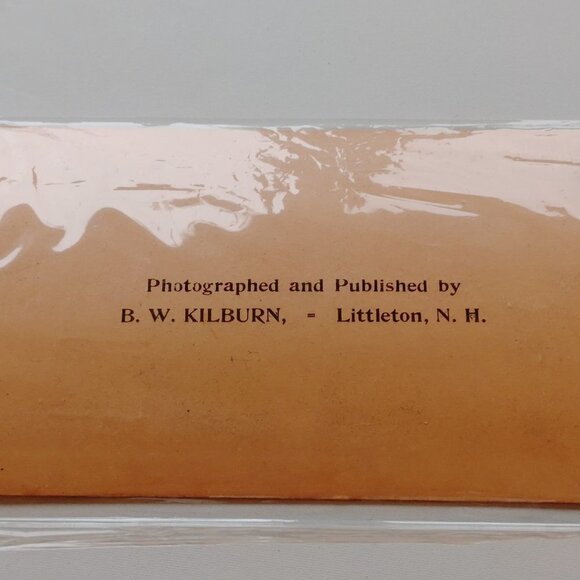 Photographed and Published by
B. W. KILBURN, = Littleton, N. H.